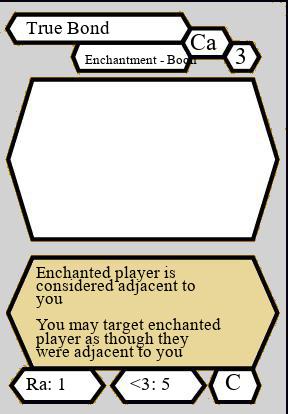 True Bond
Ca
Enchantment - Boon
3
Enchanted player is
considered adjacent to
you
You may target enchanted
player as though they
were adjacent to you
Ra: 1
<3: 5
C